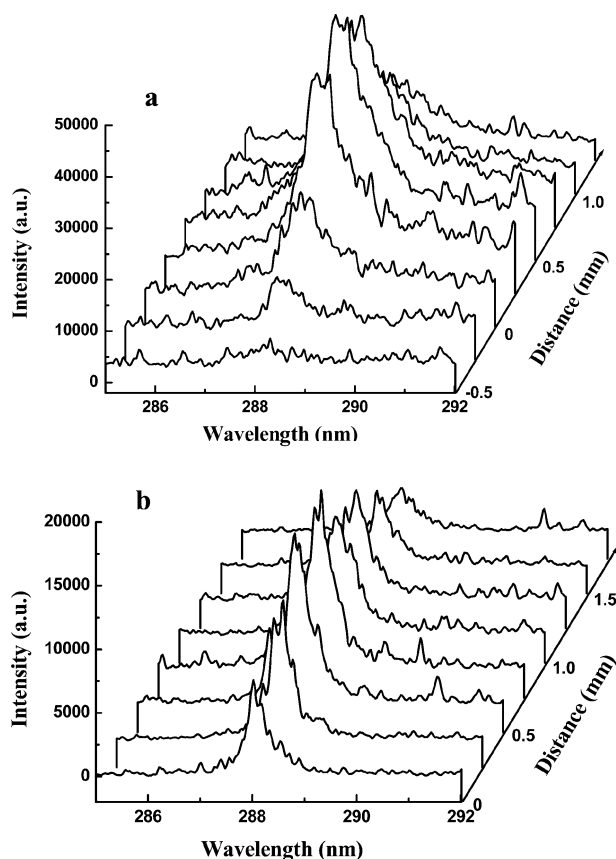 a
50000
40000
30000
20000
10000
0
Intensity (a.u.)
286 288 290 292
Wavelength (nm)
-0.5
0
0.5
1.0
Distance (mm)
b
20000
15000
10000
5000
0
Intensity (a.u.)
286 288 290 292
Wavelength (nm)
0
0.5
1.0
1.5
Distance (mm)